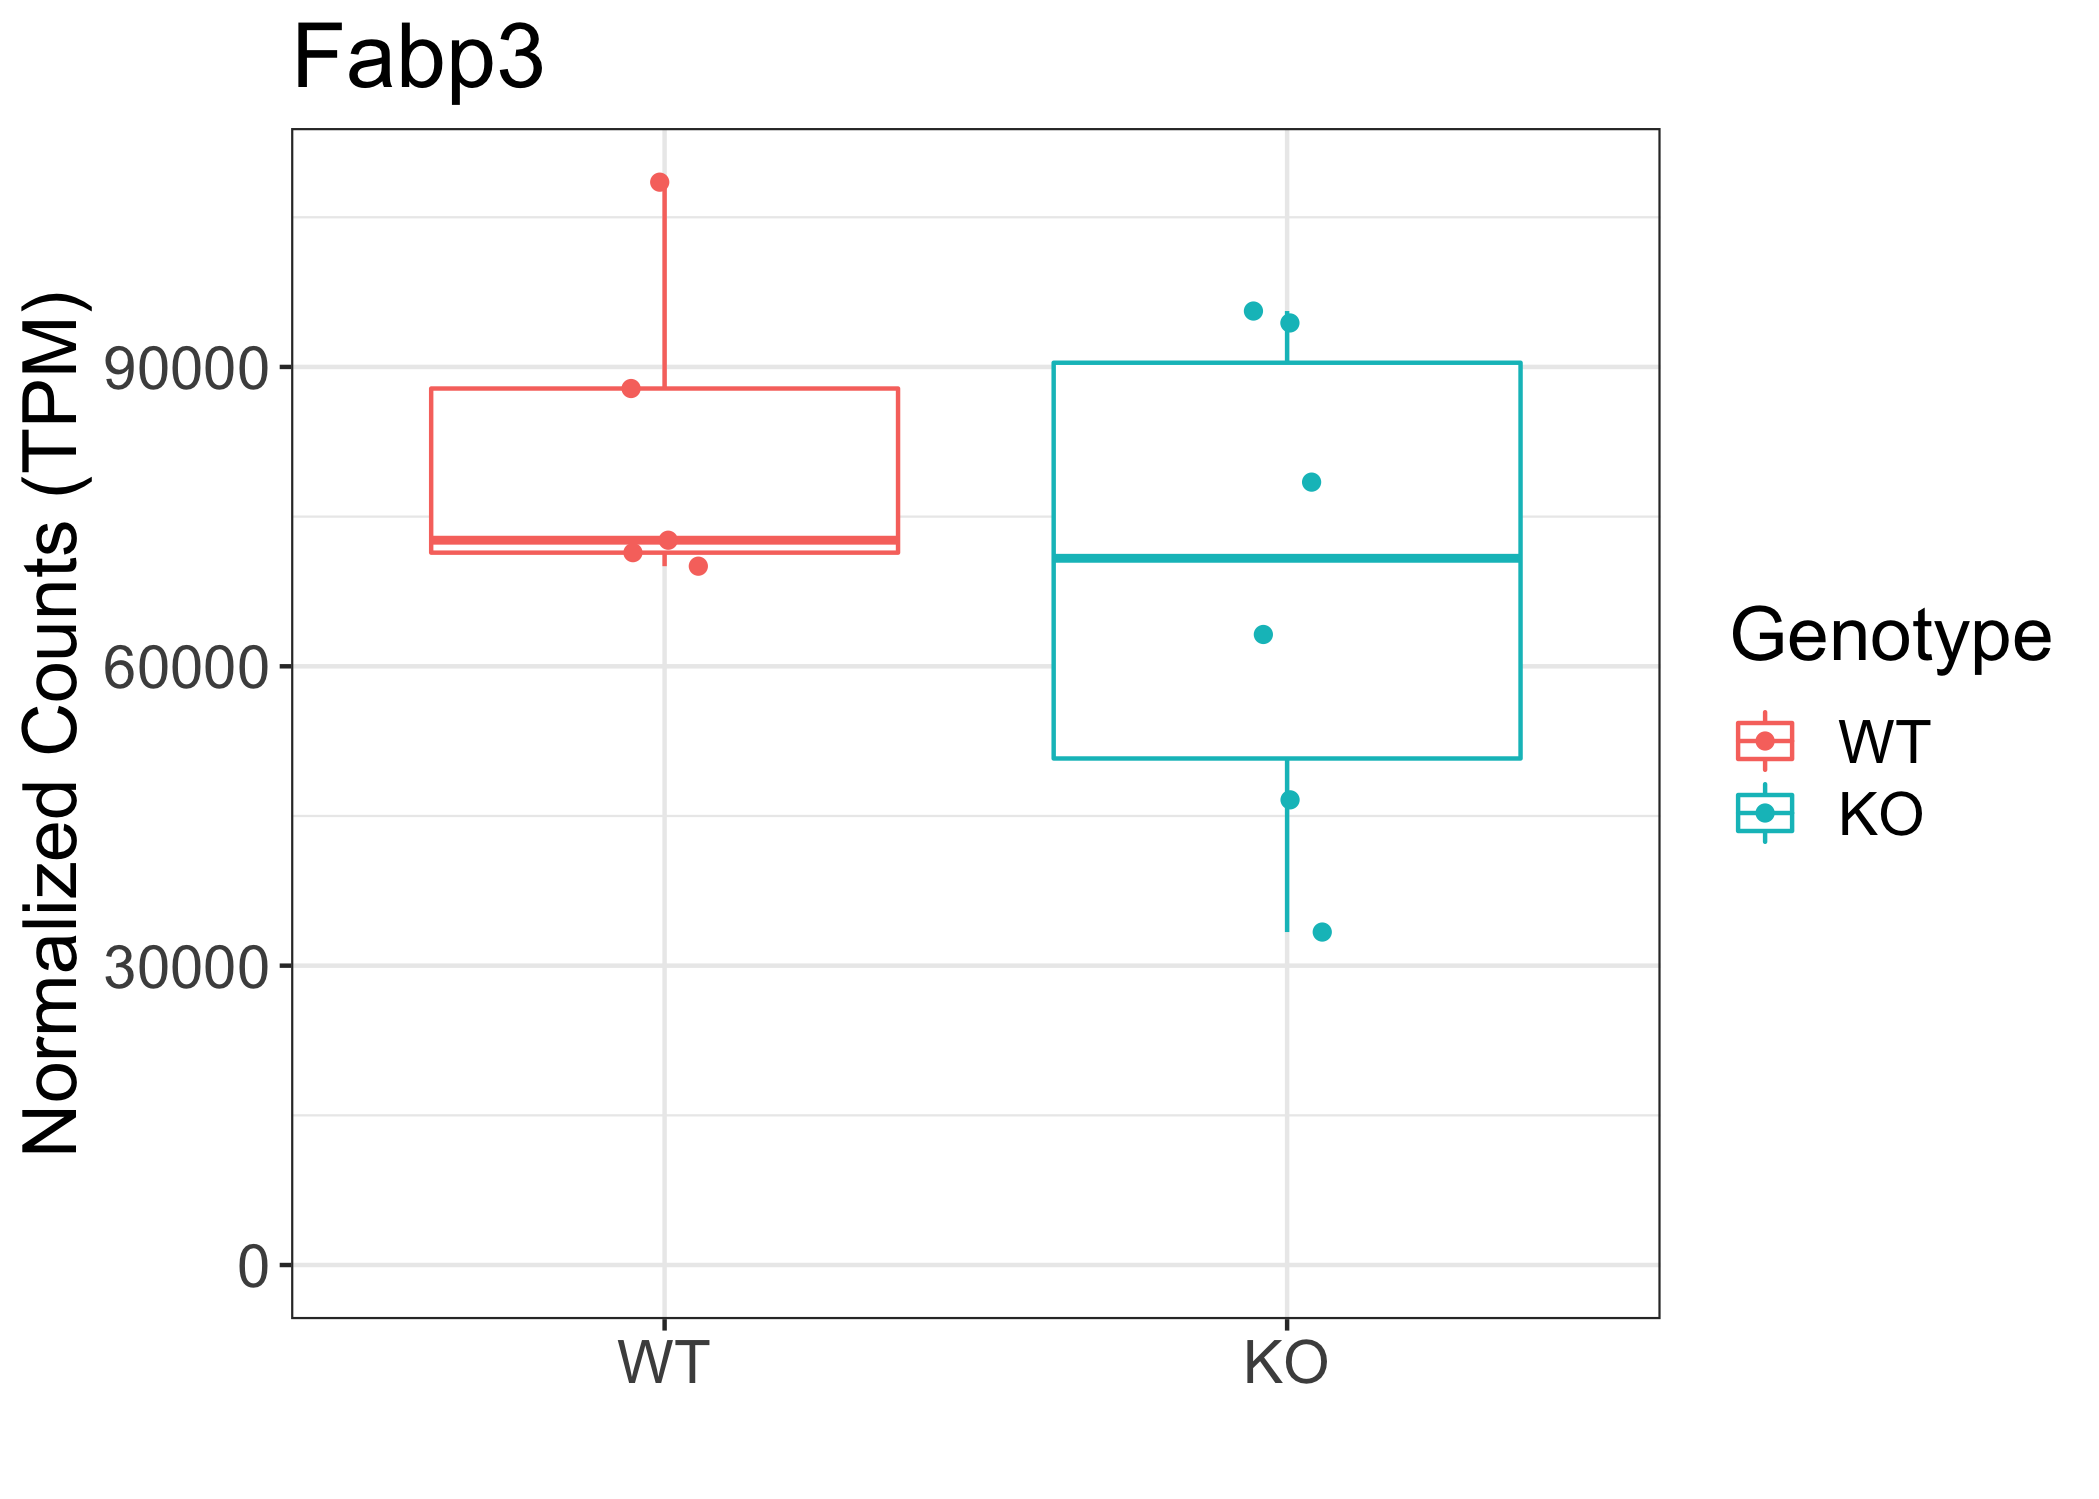 Fabp3
Normalized Counts (TPM)
90000
60000
30000
0
WT
KO
Genotype
WT
KO